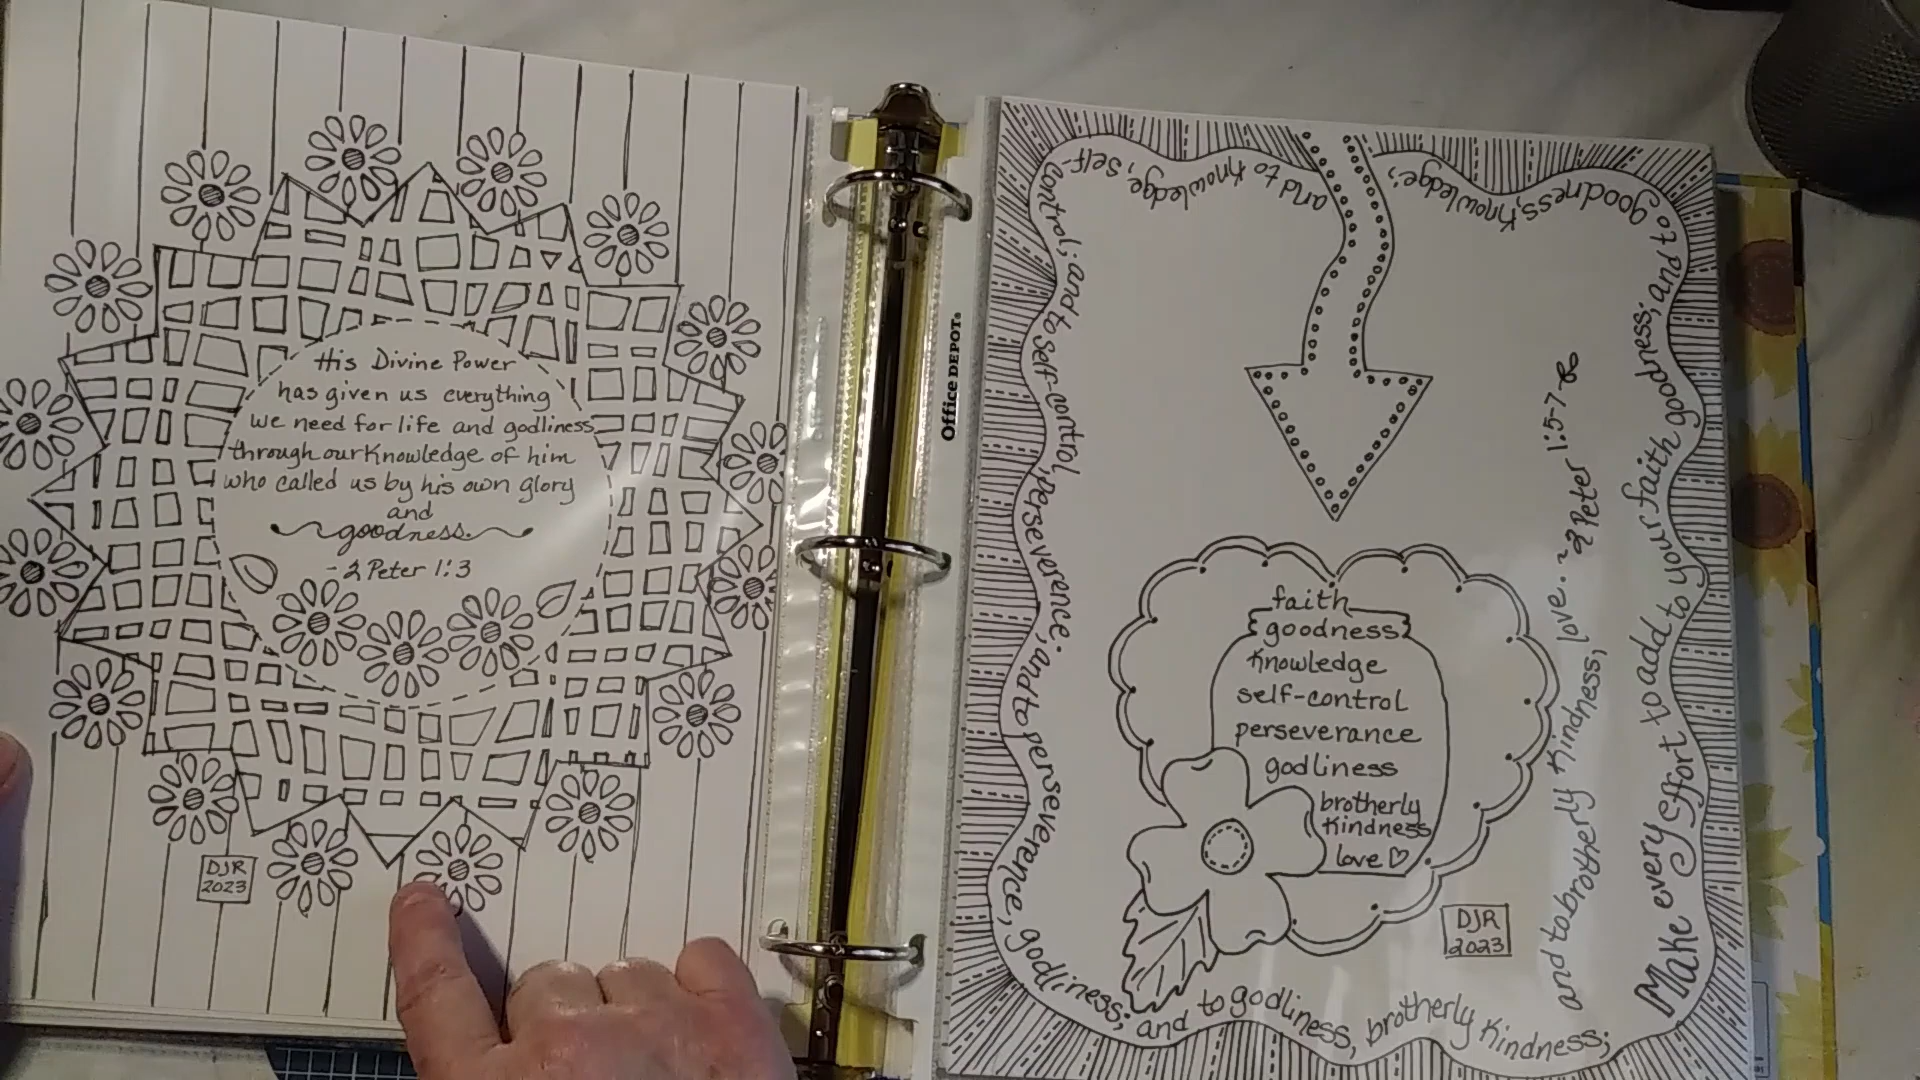 His Divine Power
has given us everything
we need for life and godliness
through our knowledge of him
who called us by his own glory
and
goodness.
- 2 Peter 1:3
DJR
2023
Office DEPOT®
Make every effort to add to your faith goodness; and to
goodness, knowledge;
and to knowledge, self-
control; and to self-control, perseverence; and to perseverence, godliness; and to godliness, brotherly kindness;
and to brotherly kindness, love. ~ 2 Peter 1:5-7
faith
goodness
knowledge
self-control
perseverance
godliness
brotherly
kindness
love
DJR
2023